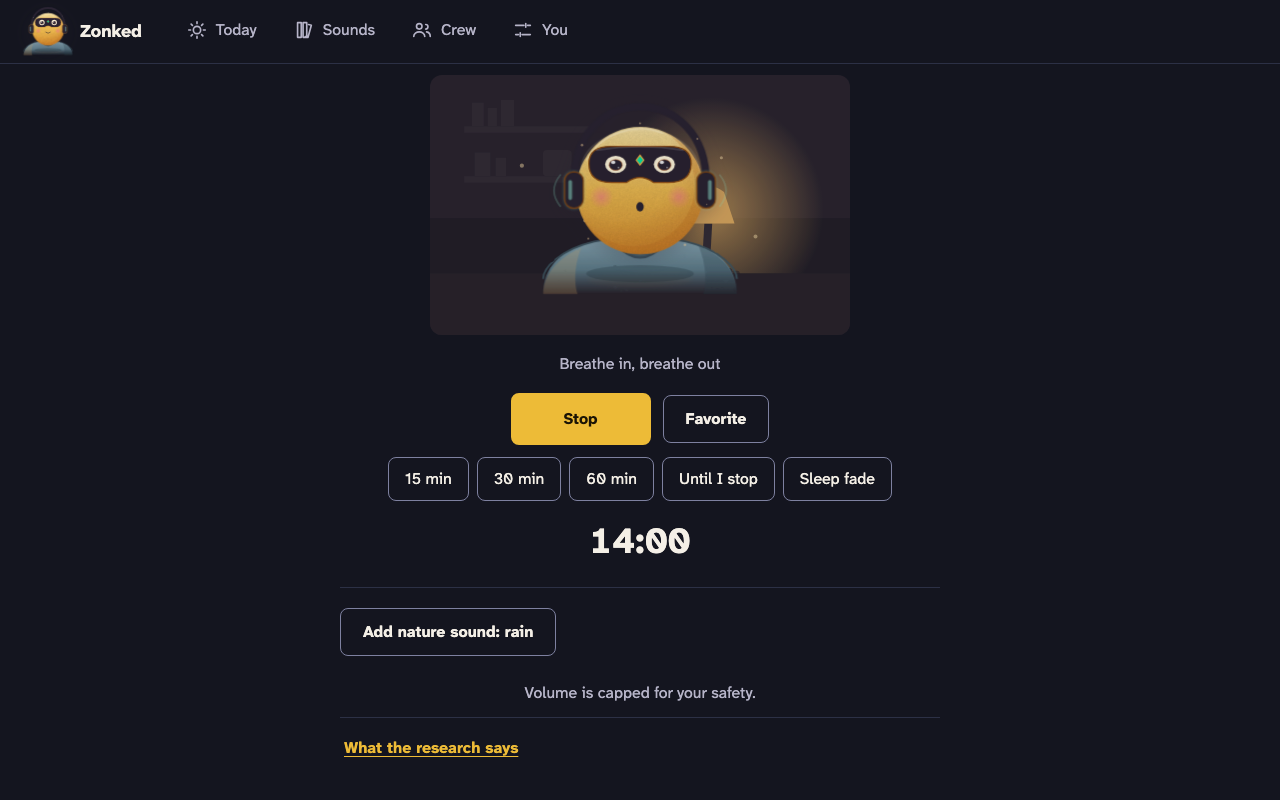 Zonked
Today
Sounds
Crew
You
Breathe in, breathe out
Stop
Favorite
15 min
30 min
60 min
Until I stop
Sleep fade
14:00
Add nature sound: rain
Volume is capped for your safety.
What the research says